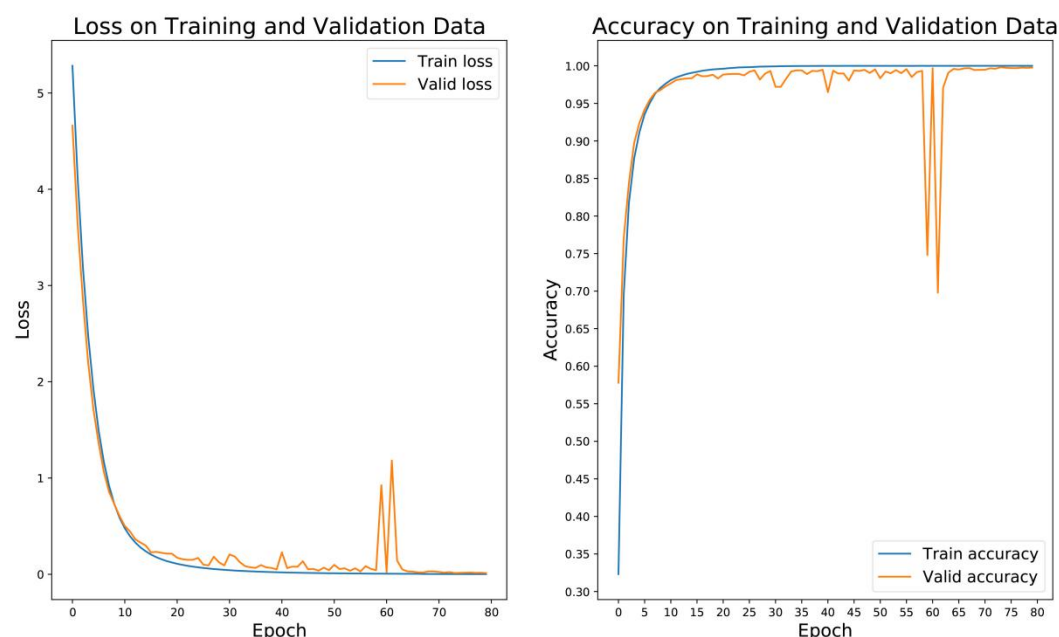 Loss on Training and Validation Data
Train loss
Valid loss
5
4
3
2
1
0
Loss
0 10 20 30 40 50 60 70 80
Epoch
Accuracy on Training and Validation Data
1.00
0.95
0.90
0.85
0.80
0.75
0.70
0.65
0.60
0.55
0.50
0.45
0.40
0.35
0.30
Accuracy
Train accuracy
Valid accuracy
0 5 10 15 20 25 30 35 40 45 50 55 60 65 70 75 80
Epoch